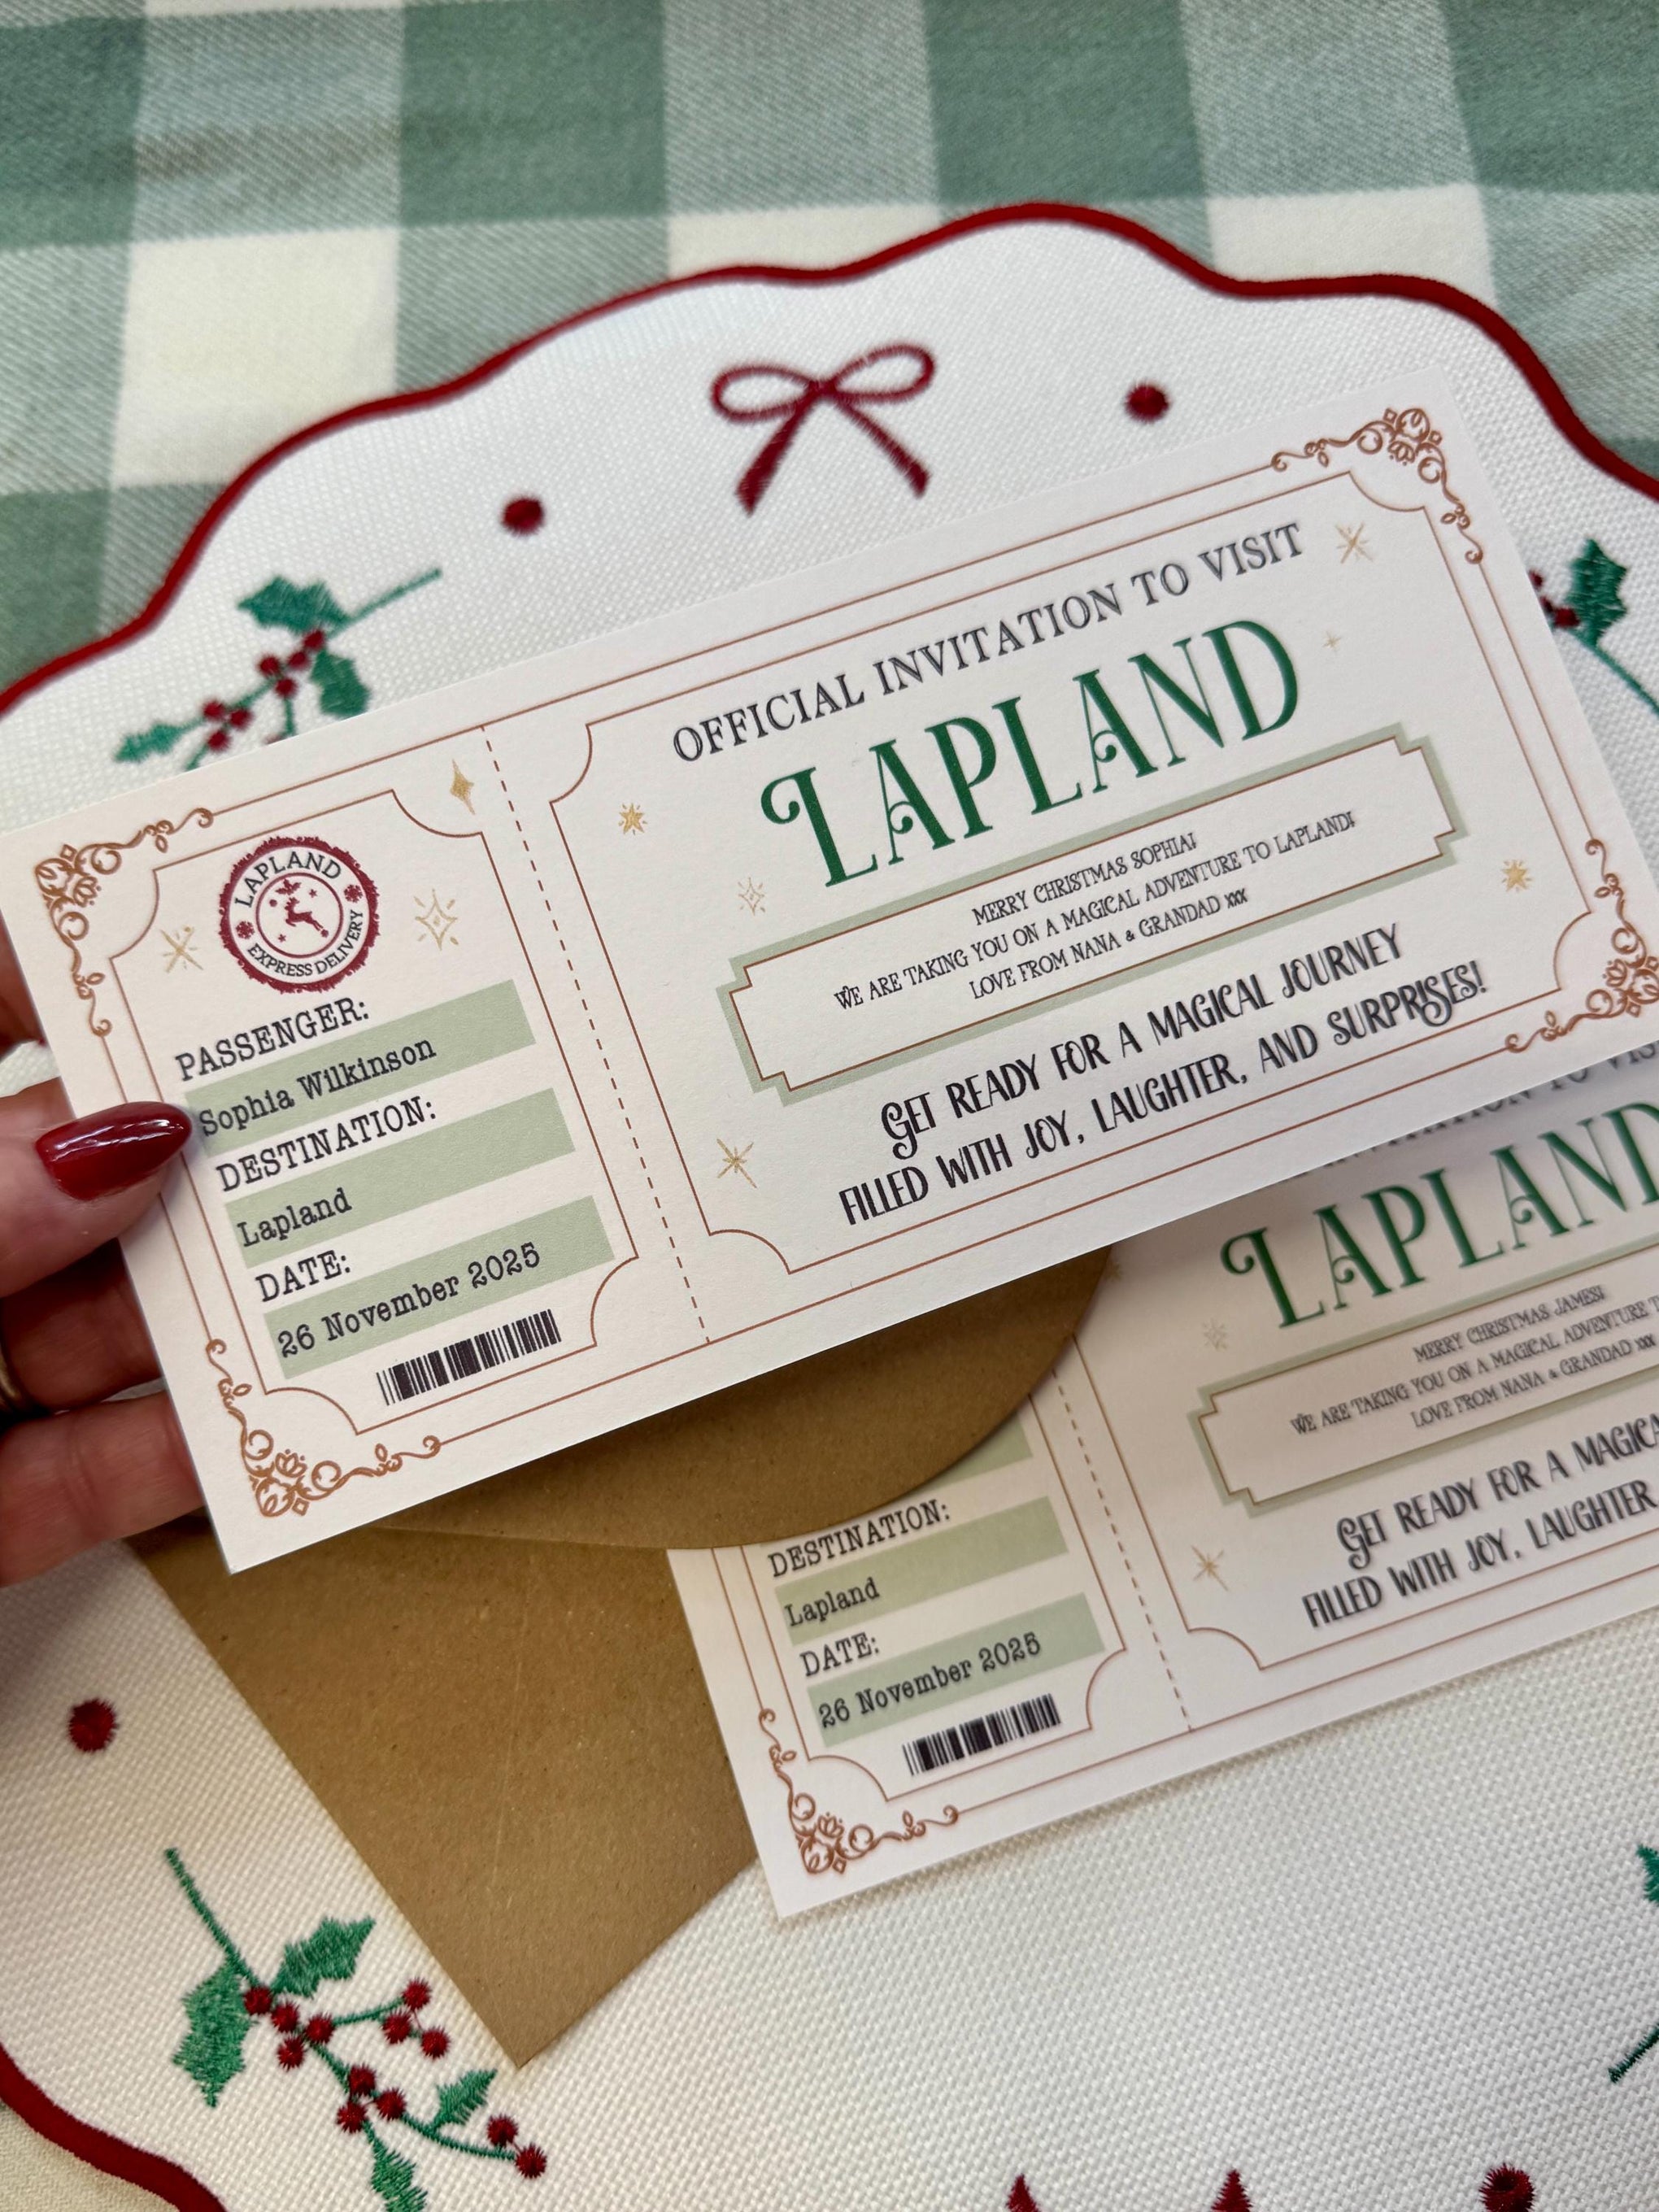 LAPLAND
EXPRESS DELIVERY
PASSENGER:
Sophia Wilkinson
DESTINATION:
Lapland
DATE:
26 November 2025
OFFICIAL INVITATION TO VISIT
LAPLAND
MERRY CHRISTMAS SOPHIA!
WE ARE TAKING YOU ON A MAGICAL ADVENTURE TO LAPLAND!
LOVE FROM NANA & GRANDAD xxx
GET READY FOR A MAGICAL JOURNEY
FILLED WITH JOY, LAUGHTER, AND SURPRISES!
DESTINATION:
Lapland
DATE:
26 November 2025
TO
LAPLAND
MERRY CHRISTMAS JAMES!
WE ARE TAKING YOU ON A MAGICAL ADVENTURE
LOVE FROM NANA & GRANDAD xxx
GET READY FOR A
FILLED WITH JOY, LAUGHTER